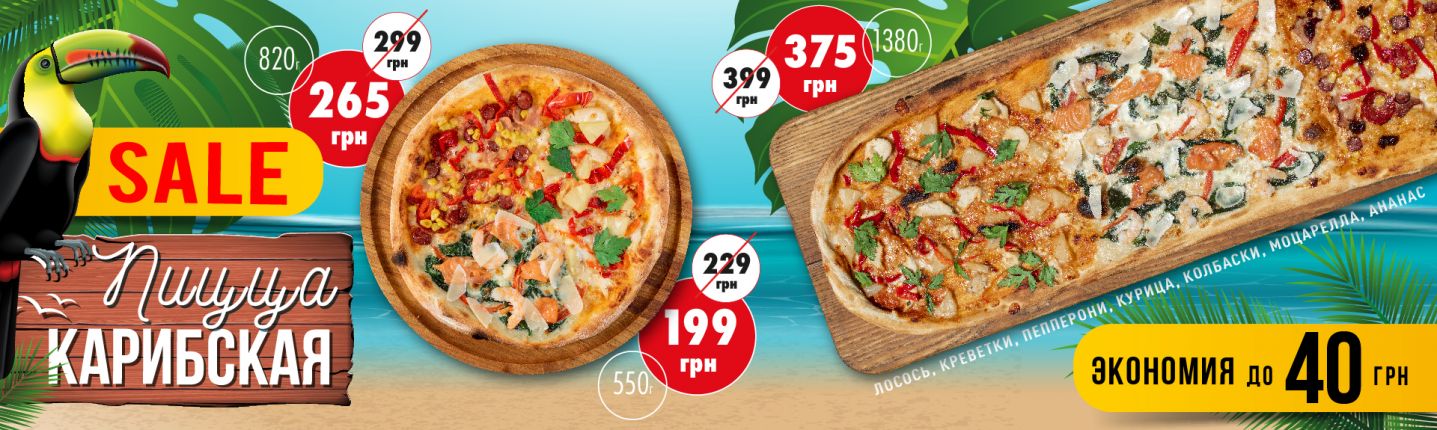 SALE
Пицца
КАРИБСКАЯ
820г
299
грн
265
грн
229
грн
199
грн
550г
399
грн
375
грн
1380г
ЛОСОСЬ, КРЕВЕТКИ, ПЕППЕРОНИ, КУРИЦА, КОЛБАСКИ, МОЦАРЕЛЛА, АНАНАС
ЭКОНОМИЯ ДО 40 ГРН